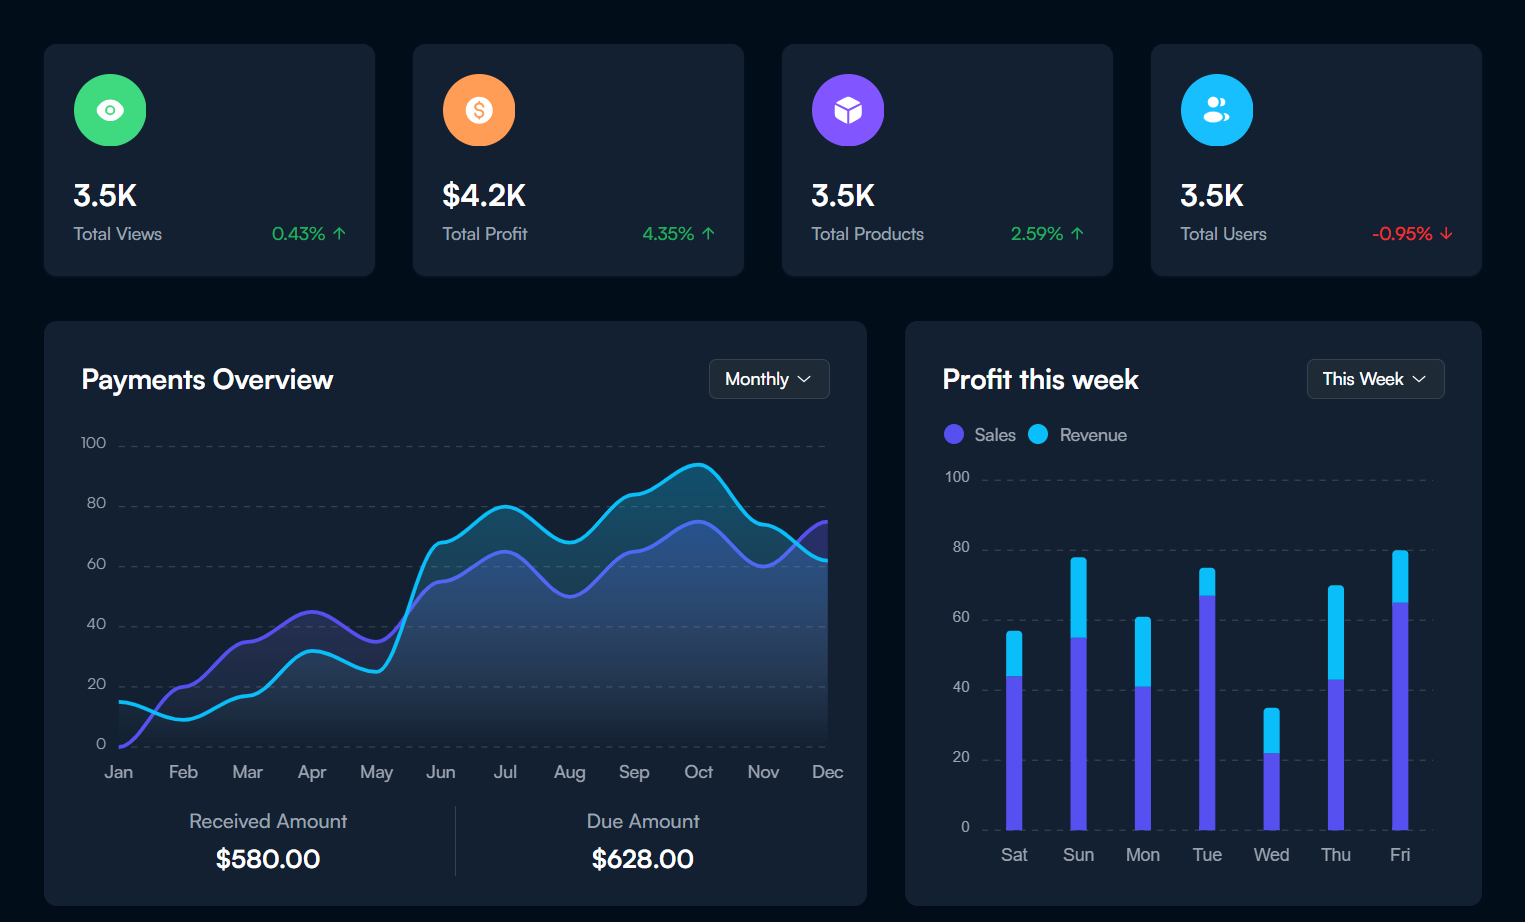 3.5K
Total Views 0.43%
$4.2K
Total Profit 4.35%
3.5K
Total Products 2.59%
3.5K
Total Users -0.95%
Payments Overview
Monthly
100
80
60
40
20
0
Jan Feb Mar Apr May Jun Jul Aug Sep Oct Nov Dec
Received Amount
$580.00
Due Amount
$628.00
Profit this week
This Week
Sales Revenue
100
80
60
40
20
0
Sat Sun Mon Tue Wed Thu Fri